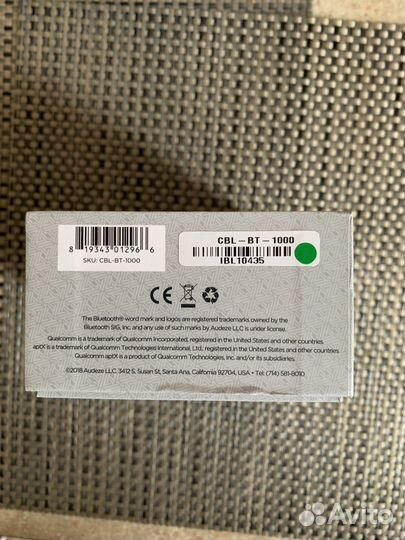 8 19343 01296 6
SKU: CBL-BT-1000
CBL-BT-1000
IBL10435
CE
The Bluetooth® word mark and logos are registered trademarks owned by the
Bluetooth SIG, Inc. and any use of such marks by Audeze LLC is under license.
Qualcomm is trademark of Qualcomm Incorporated, registered in the United States and other countries.
aptX is a trademark of Qualcomm Technologies International, Ltd., registered in the United States and other countries.
Qualcomm aptX is a product of Qualcomm Technologies, Inc. and/or its subsidiaries.
©2018 Audeze LLC. 3412 S. Susan St, Santa Ana, California 92704, USA • Tel: (714) 581-8010
Avito